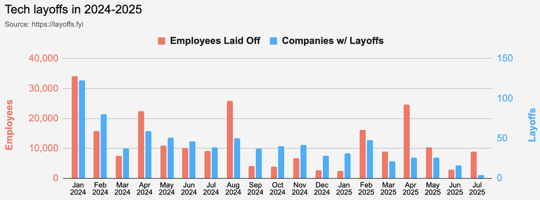 Tech layoffs in 2024-2025
Source: https://layoffs.fyi
Employees Laid Off Companies w/ Layoffs
40,000
30,000
20,000
10,000
0
Employees
150
100
50
0
Layoffs
Jan Feb Mar Apr May Jun Jul Aug Sep Oct Nov Dec Jan Feb Mar Apr May Jun Jul
2024 2024 2024 2024 2024 2024 2024 2024 2024 2024 2024 2024 2025 2025 2025 2025 2025 2025 2025